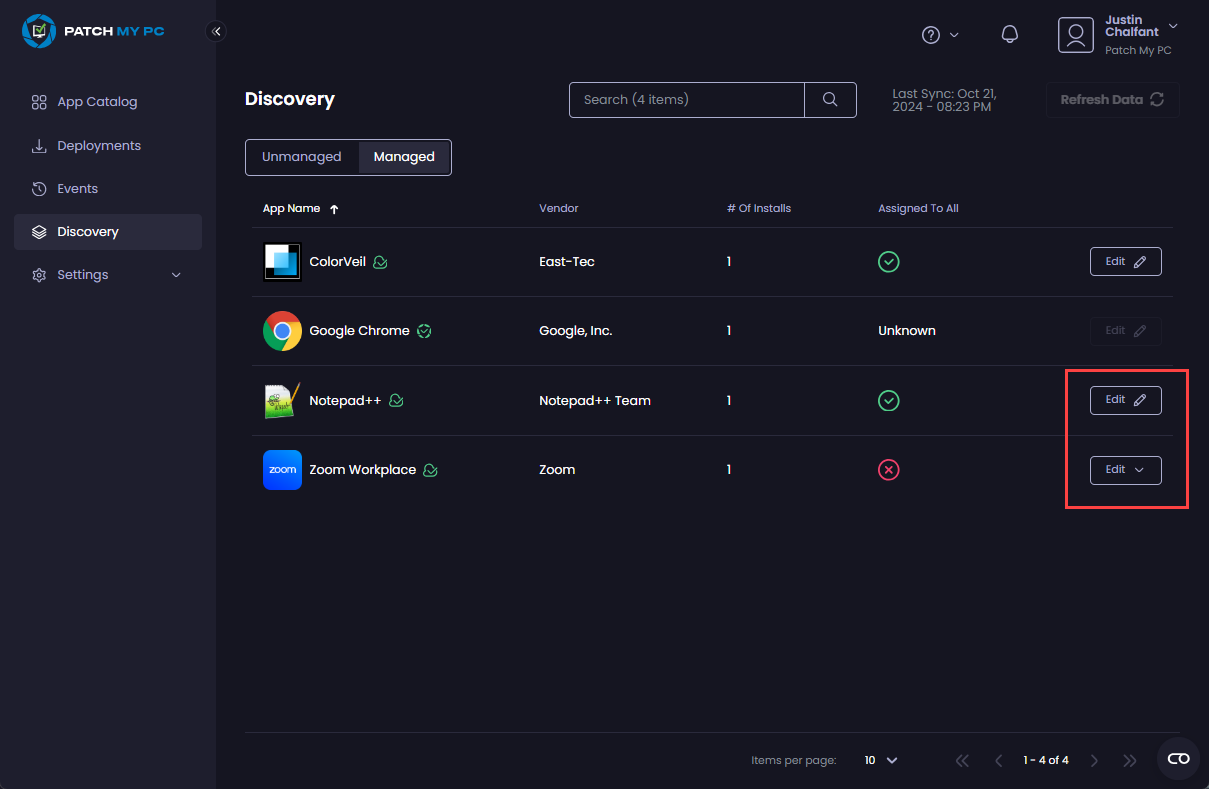 PATCH MY PC
Justin
Chalfant
Patch My PC
App Catalog
Deployments
Events
Discovery
Settings
Discovery
Search (4 items)
Last Sync: Oct 21,
2024 - 08:23 PM
Refresh Data
Unmanaged Managed
App Name Vendor # Of Installs Assigned To All
ColorVeil East-Tec 1 Edit
Google Chrome Google, Inc. 1 Unknown Edit
Notepad++ Notepad++ Team 1 Edit
zoom Zoom Workplace Zoom 1 Edit
Items per page: 10 1 - 4 of 4